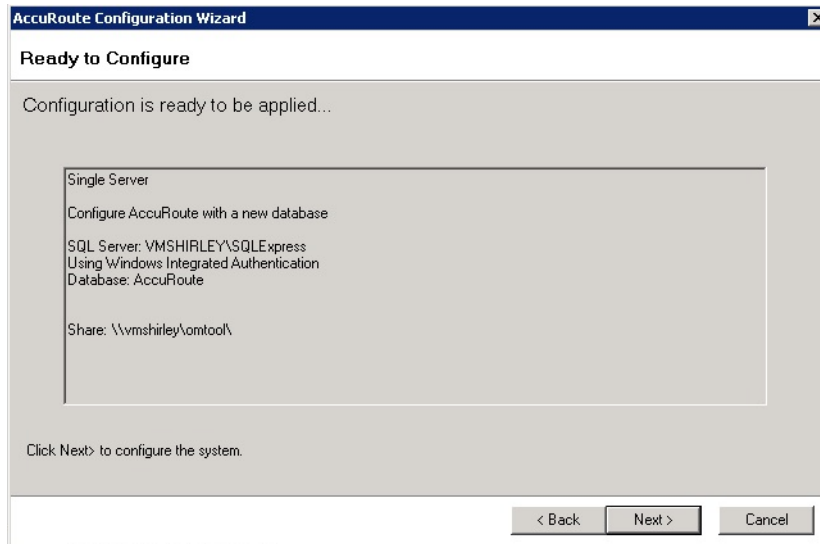 AccuRoute Configuration Wizard
Ready to Configure
Configuration is ready to be applied...
Single Server
Configure AccuRoute with a new database
SQL Server: VMSHIRLEY\SQLExpress
Using Windows Integrated Authentication
Database: AccuRoute
Share: \\vmshirley\omtool\
Click Next> to configure the system.
< Back
Next >
Cancel